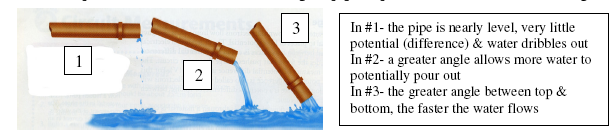 1
2
3
In #1- the pipe is nearly level, very little
potential (difference) & water dribbles out
In #2- a greater angle allows more water to
potentially pour out
In #3- the greater angle between top &
bottom, the faster the water flows